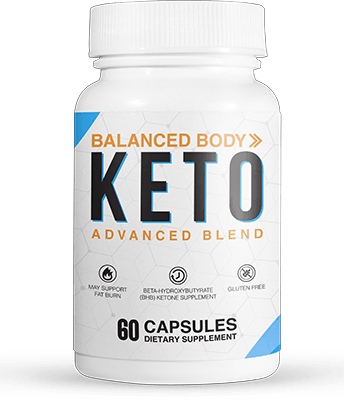 BALANCED BODY
KETO
ADVANCED BLEND
MAY SUPPORT
FAT BURN
BETA-HYDROXYBUTYRATE
(BHB) KETONE SUPPLEMENT
GLUTEN FREE
60 CAPSULES
DIETARY SUPPLEMENT